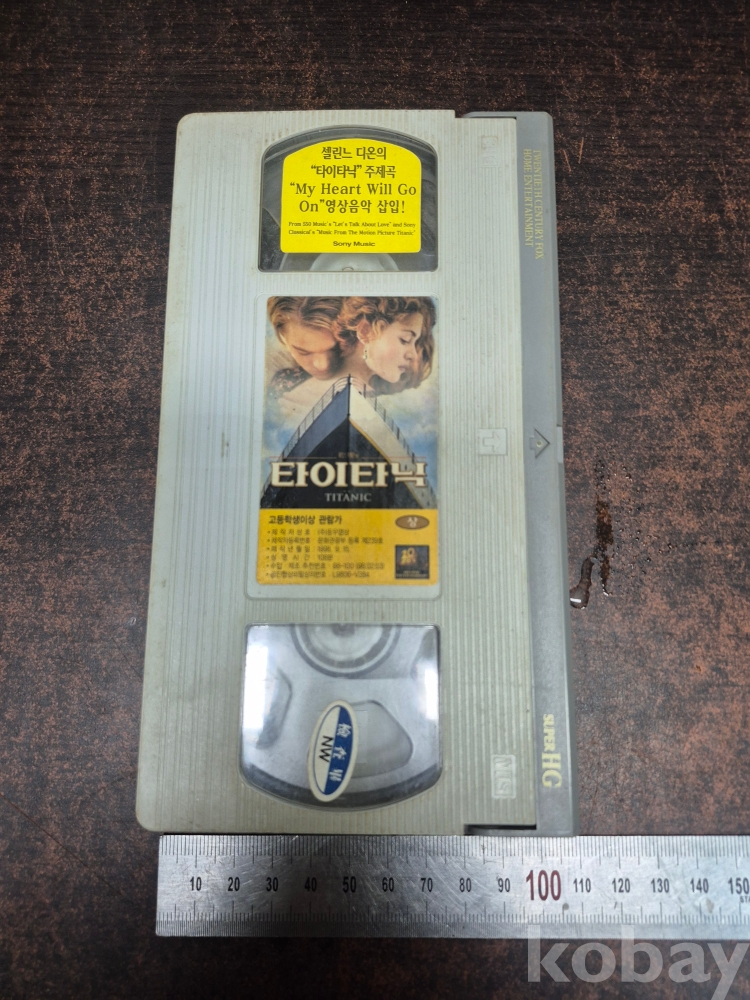 셀린느 디온의
"타이타닉" 주제곡
"My Heart Will Go
On"영상음악 삽입!
From 550 Music's "Let's Talk About Love" and Sony
Classical's "Music From The Motion Picture Titanic"
Sony Music
TWENTIETH CENTURY FOX
HOME ENTERTAINMENT
타이타닉
TITANIC
고등학생이상 관람가
상
NW
SUPER HG
VHS
10 20 30 40 50 60 70 80 90 100 110 120 130 140 150
kobay